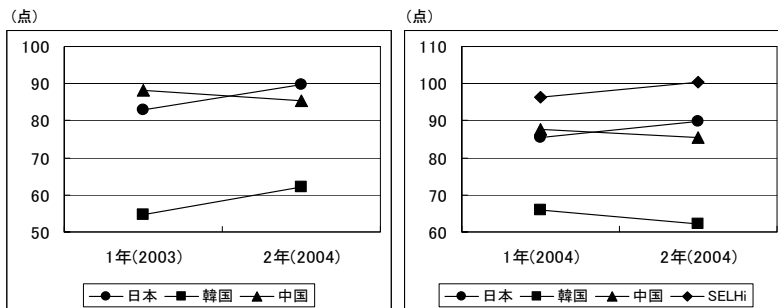 (点)
100
90
80
70
60
50
1年(2003)
2年(2004)
日本
韓国
中国
(点)
110
100
90
80
70
60
1年(2004)
2年(2004)
日本
韓国
中国
SELHi